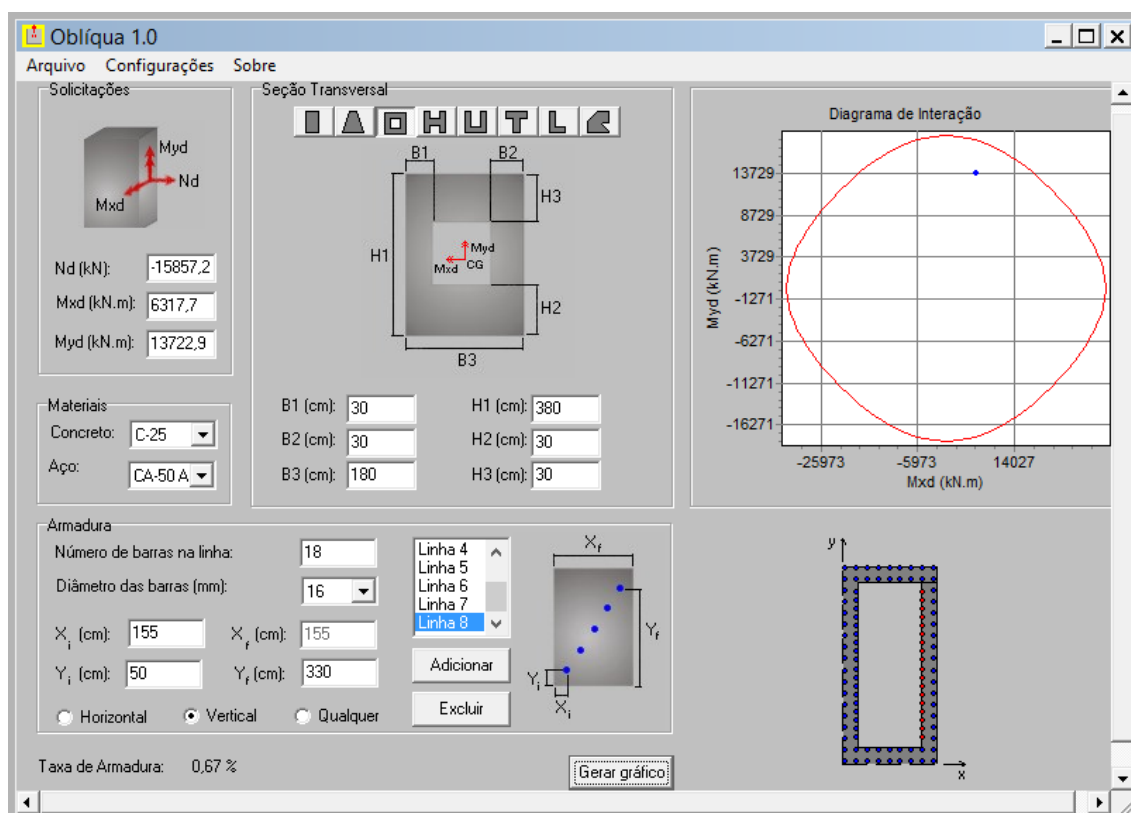 Oblíqua 1.0
Arquivo Configurações Sobre
Solicitações
Myd
Nd
Mxd
Nd (kN): -15857,2
Mxd (kN.m): 6317,7
Myd (kN.m): 13722,9
Materiais
Concreto: C-25
Aço: CA-50 A
Seção Transversal
B1 B2
H3
H1
Myd
Mxd CG
H2
B3
B1 (cm): 30 H1 (cm): 380
B2 (cm): 30 H2 (cm): 30
B3 (cm): 180 H3 (cm): 30
Diagrama de Interação
Myd (kN.m)
13729
8729
3729
-1271
-6271
-11271
-16271
-25973 -5973 14027
Mxd (kN.m)
Armadura
Número de barras na linha: 18
Diâmetro das barras (mm): 16
Xi (cm): 155 Xf (cm): 155
Yi (cm): 50 Yf (cm): 330
Horizontal Vertical Qualquer
Linha 4
Linha 5
Linha 6
Linha 7
Linha 8
Adicionar
Excluir
Xf
Yf
Yi
Xi
y
x
Taxa de Armadura: 0,67 %
Gerar gráfico